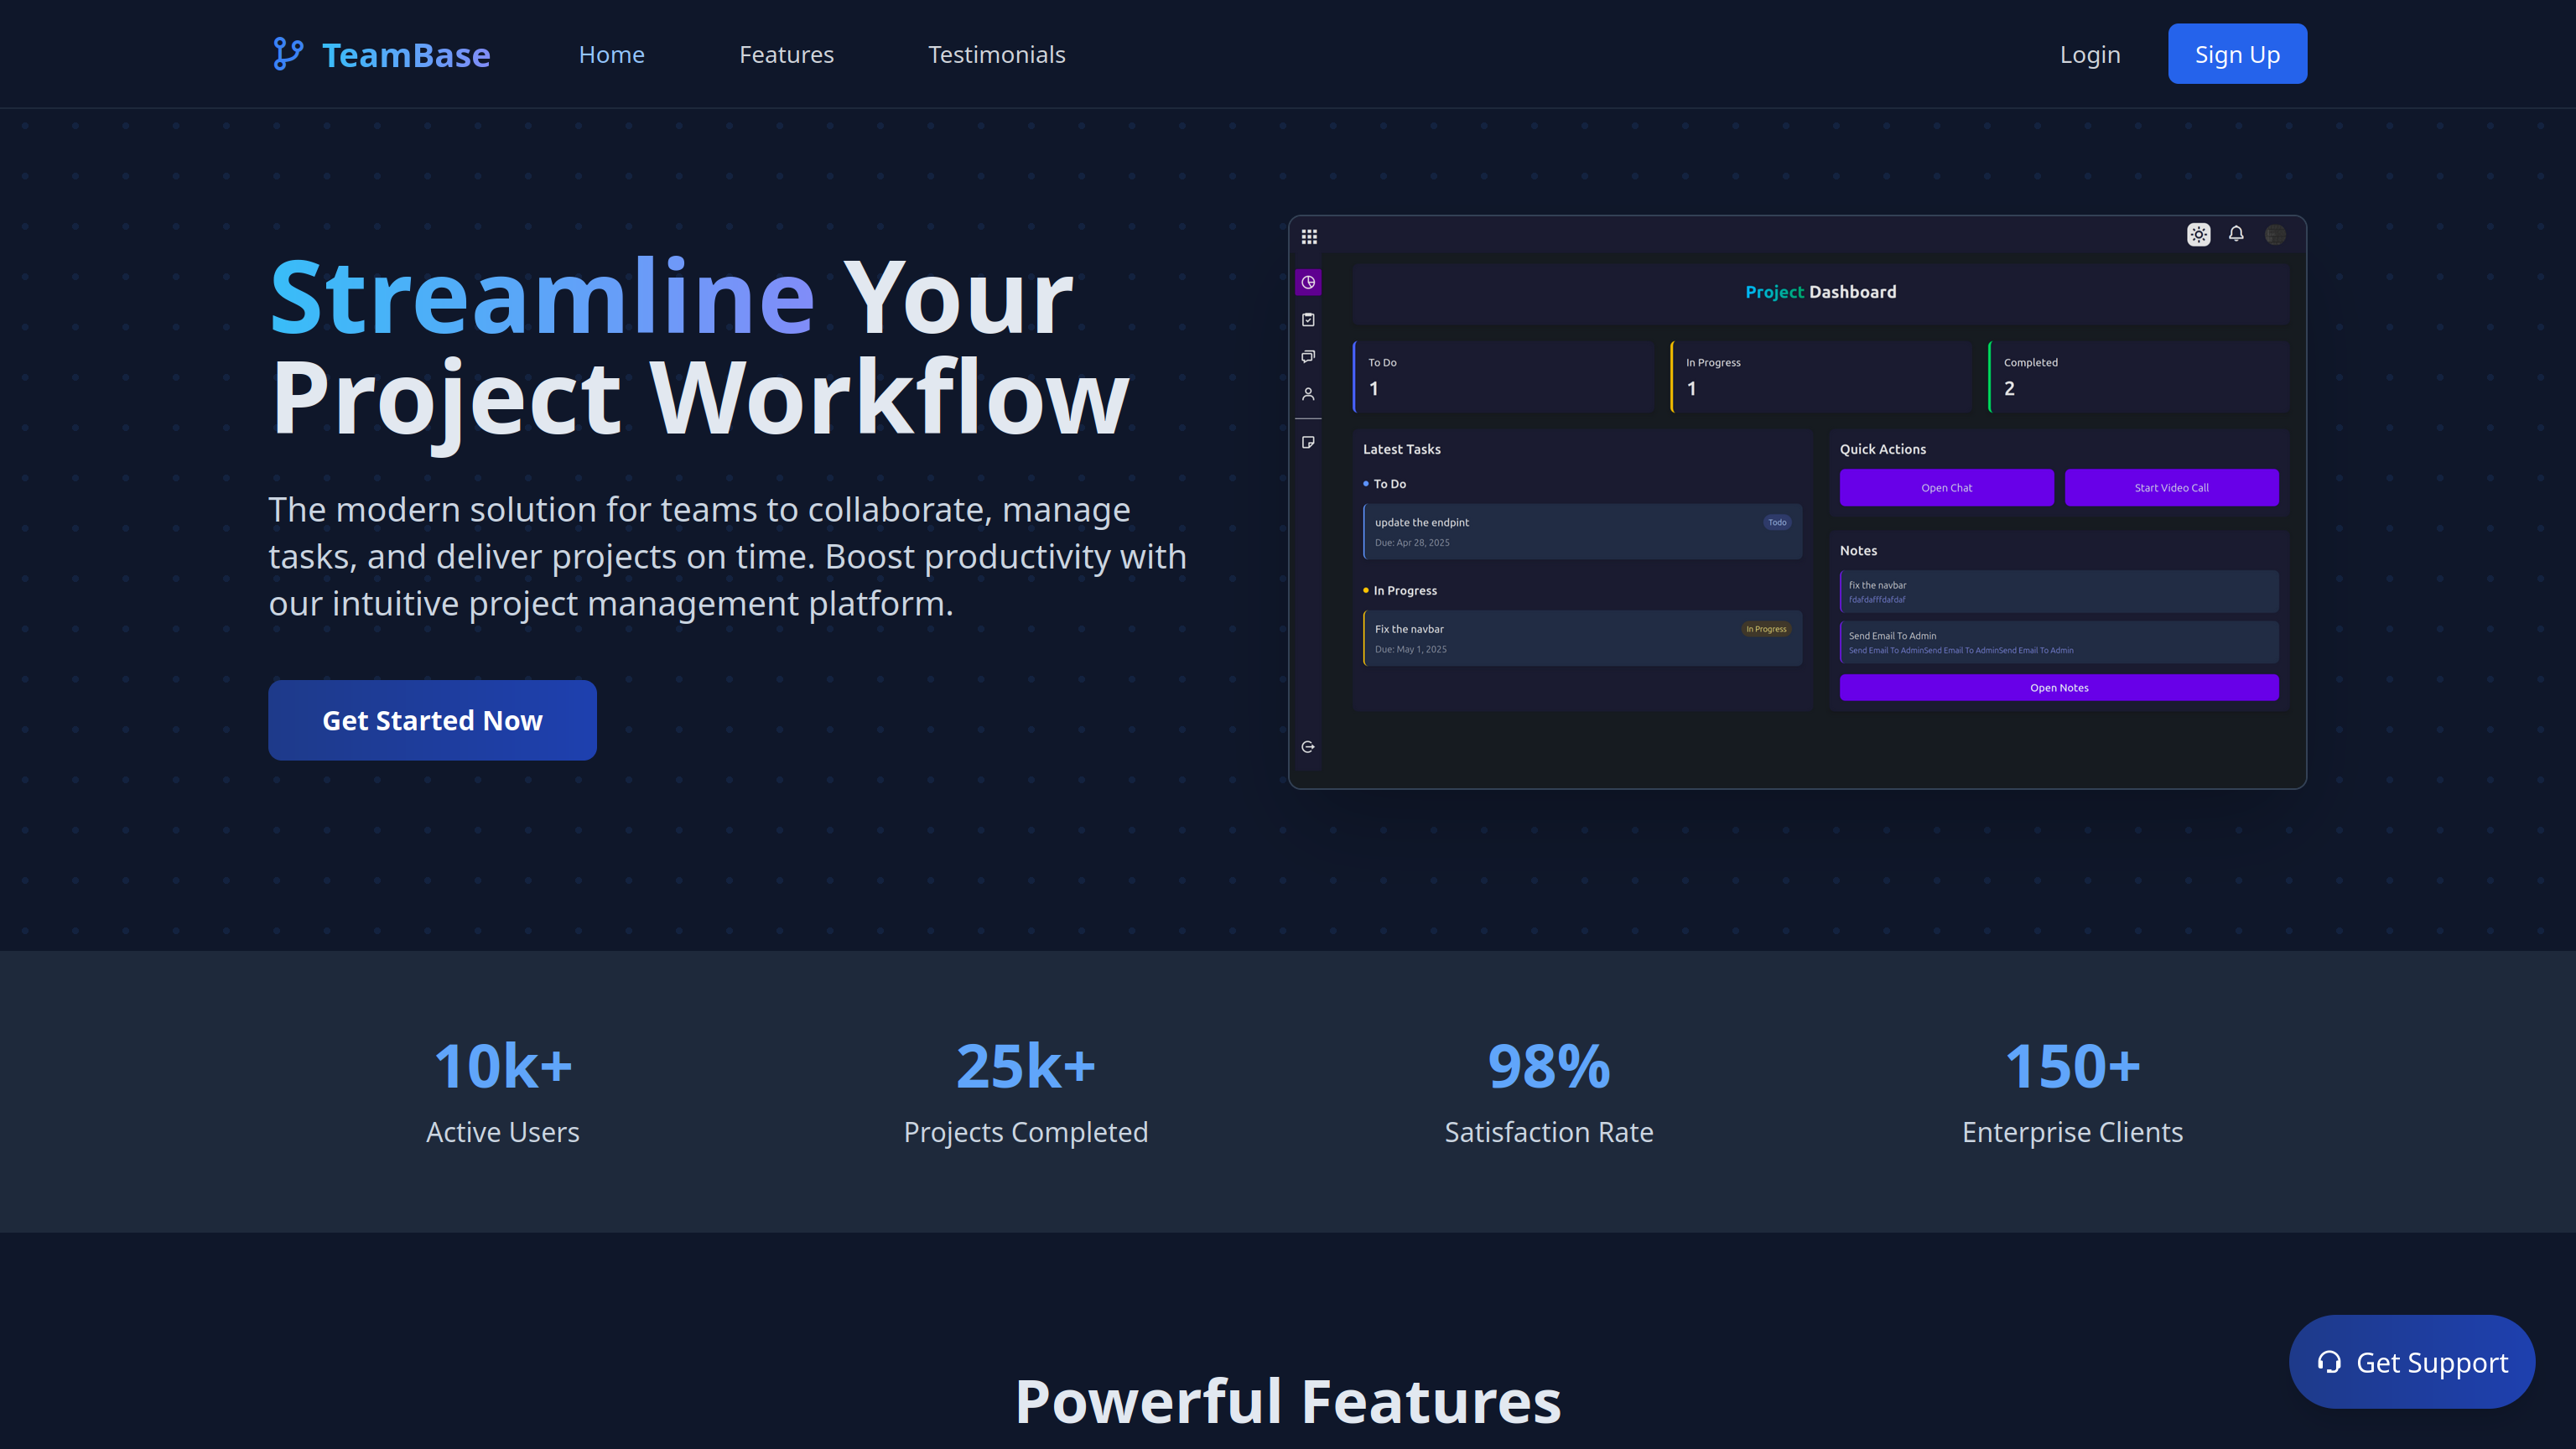 TeamBase
Home
Features
Testimonials
Login
Sign Up
Streamline Your
Project Workflow
The modern solution for teams to collaborate, manage
tasks, and deliver projects on time. Boost productivity with
our intuitive project management platform.
Get Started Now
Project Dashboard
To Do
1
In Progress
1
Completed
2
Latest Tasks
To Do
update the endpint
Todo
Due: Apr 28, 2025
In Progress
Fix the navbar
In Progress
Due: May 1, 2025
Quick Actions
Open Chat
Start Video Call
Notes
fix the navbar
fdafdafffdafdaf
Send Email To Admin
Send Email To AdminSend Email To AdminSend Email To Admin
Open Notes
10k+
Active Users
25k+
Projects Completed
98%
Satisfaction Rate
150+
Enterprise Clients
Powerful Features
Get Support